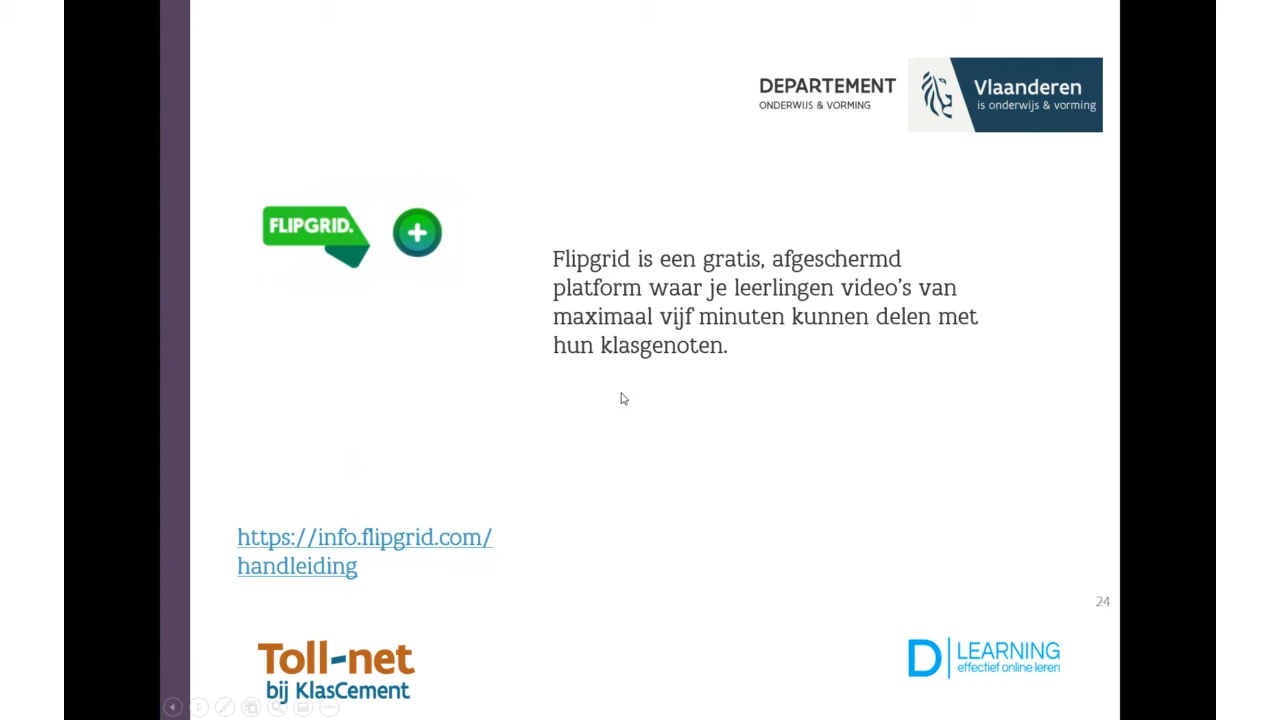 DEPARTEMENT
ONDERWIJS & VORMING
Vlaanderen
is onderwijs & vorming
FLIPGRID.
Flipgrid is een gratis, afgeschermd
platform waar je leerlingen video's van
maximaal vijf minuten kunnen delen met
hun klasgenoten.
https://info.flipgrid.com/
handleiding
24
Toll-net
bij KlasCement
D LEARNING
effectief online leren